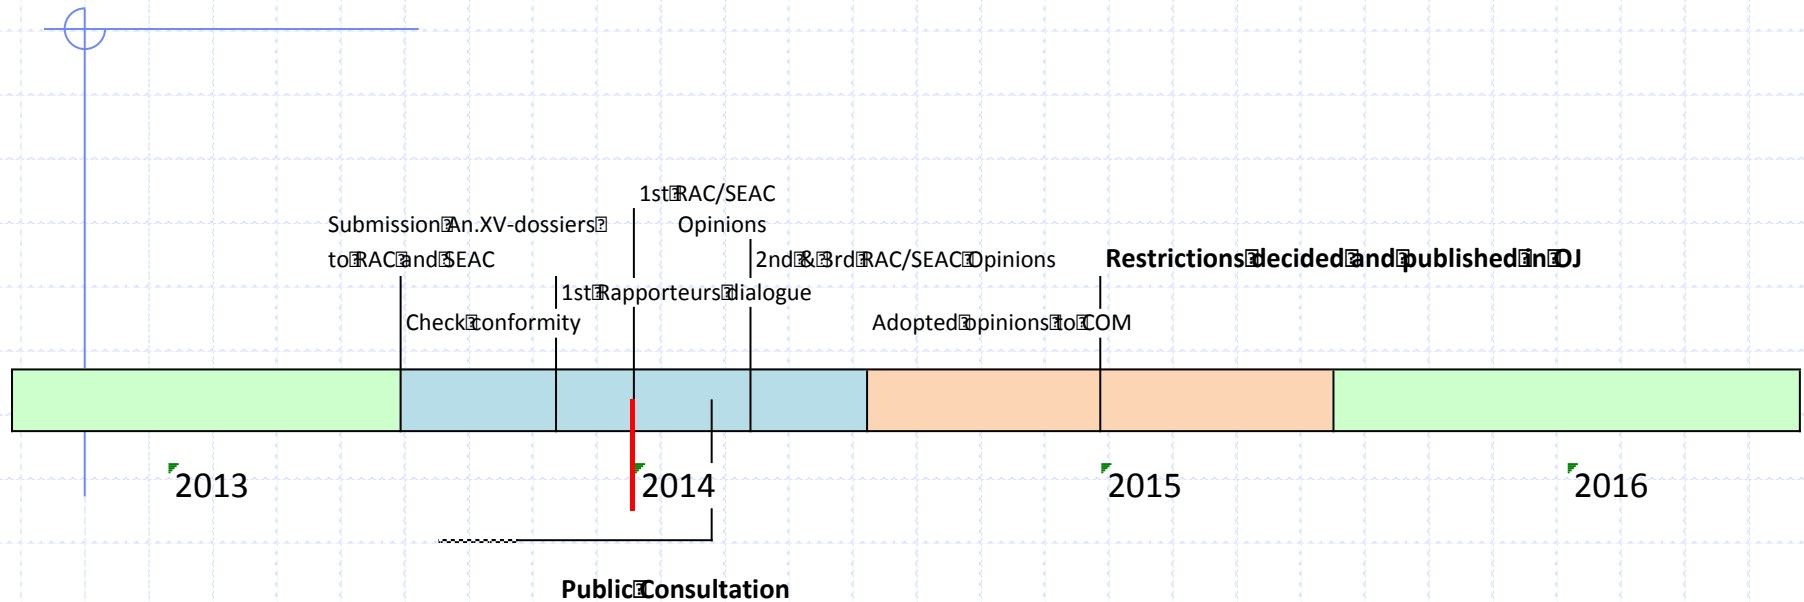 1st RAC/SEAC
Opinions
Submission An.XV-dossiers
to RAC and SEAC
2nd & 3rd RAC/SEAC Opinions
Restrictions decided and published in OJ
1st Rapporteurs dialogue
Check conformity
Adopted opinions to COM
2013
2014
2015
2016
Public Consultation